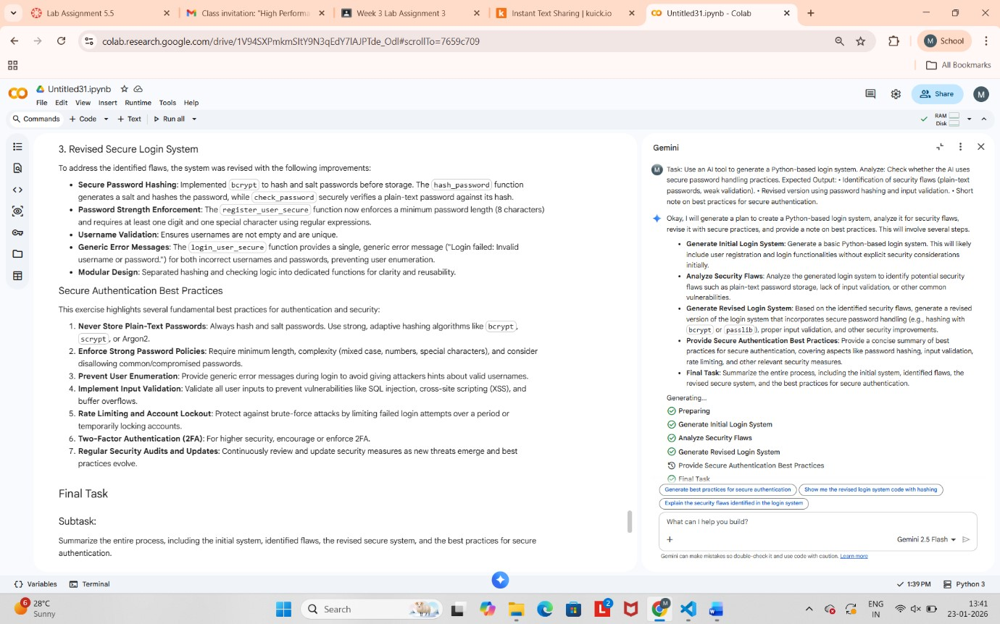 Lab Assignment 5.5
Class invitation: "High Performa
Week 3 Lab Assignment 3
Instant Text Sharing | kuick.io
Untitled31.ipynb - Colab
colab.research.google.com/drive/1V94SXPmkmSItY9N3qEdY7lAJPTde_OdI#scrollTo=7659c709
M School
All Bookmarks
Untitled31.ipynb
File Edit View Insert Runtime Tools Help
Share
M
Commands + Code + Text Run all
RAM
Disk
3. Revised Secure Login System
To address the identified flaws, the system was revised with the following improvements:
• Secure Password Hashing: Implemented bcrypt to hash and salt passwords before storage. The hash_password function
generates a salt and hashes the password, while check_password securely verifies a plain-text password against its hash.
• Password Strength Enforcement: The register_user_secure function now enforces a minimum password length (8 characters)
and requires at least one digit and one special character using regular expressions.
• Username Validation: Ensures usernames are not empty and are unique.
• Generic Error Messages: The login_user_secure function provides a single, generic error message ("Login failed: Invalid
username or password.") for both incorrect usernames and passwords, preventing user enumeration.
• Modular Design: Separated hashing and checking logic into dedicated functions for clarity and reusability.
Secure Authentication Best Practices
This exercise highlights several fundamental best practices for authentication and security:
1. Never Store Plain-Text Passwords: Always hash and salt passwords. Use strong, adaptive hashing algorithms like bcrypt,
scrypt, or Argon2.
2. Enforce Strong Password Policies: Require minimum length, complexity (mixed case, numbers, special characters), and consider
disallowing common/compromised passwords.
3. Prevent User Enumeration: Provide generic error messages during login to avoid giving attackers hints about valid usernames.
4. Implement Input Validation: Validate all user inputs to prevent vulnerabilities like SQL injection, cross-site scripting (XSS), and
buffer overflows.
5. Rate Limiting and Account Lockout: Protect against brute-force attacks by limiting failed login attempts over a period or
temporarily locking accounts.
6. Two-Factor Authentication (2FA): For higher security, encourage or enforce 2FA.
7. Regular Security Audits and Updates: Continuously review and update security measures as new threats emerge and best
practices evolve.
Final Task
Subtask:
Summarize the entire process, including the initial system, identified flaws, the revised secure system, and the best practices for secure
authentication.
Gemini
M
Task: Use an AI tool to generate a Python-based login system. Analyze: Check whether the AI uses
secure password handling practices. Expected Output: • Identification of security flaws (plain-text
passwords, weak validation). • Revised version using password hashing and input validation. • Short
note on best practices for secure authentication.
Okay, I will generate a plan to create a Python-based login system, analyze it for security flaws,
revise it with secure practices, and provide a note on best practices. This will involve several steps.
• Generate Initial Login System: Generate a basic Python-based login system. This will likely
include user registration and login functionalities without explicit security considerations
initially.
• Analyze Security Flaws: Analyze the generated login system to identify potential security
flaws such as plain-text password storage, lack of input validation, or other common
vulnerabilities.
• Generate Revised Login System: Based on the identified security flaws, generate a revised
version of the login system that incorporates secure password handling (e.g., hashing with
bcrypt or passlib), proper input validation, and other security improvements.
• Provide Secure Authentication Best Practices: Provide a concise summary of best
practices for secure authentication, covering aspects like password hashing, input validation,
rate limiting, and other relevant security measures.
• Final Task: Summarize the entire process, including the initial system, identified flaws, the
revised secure system, and the best practices for secure authentication.
Generating...
Preparing
Generate Initial Login System
Analyze Security Flaws
Generate Revised Login System
Provide Secure Authentication Best Practices
Final Task
Generate best practices for secure authentication
Show me the revised login system code with hashing
Explain the security flaws identified in the login system
What can I help you build?
Gemini 2.5 Flash
Gemini can make mistakes so double-check it and use code with caution. Learn more
Variables Terminal
1:39 PM Python 3
6
28°C
Sunny
Search
L
2
M
ENG
IN
13:41
23-01-2026